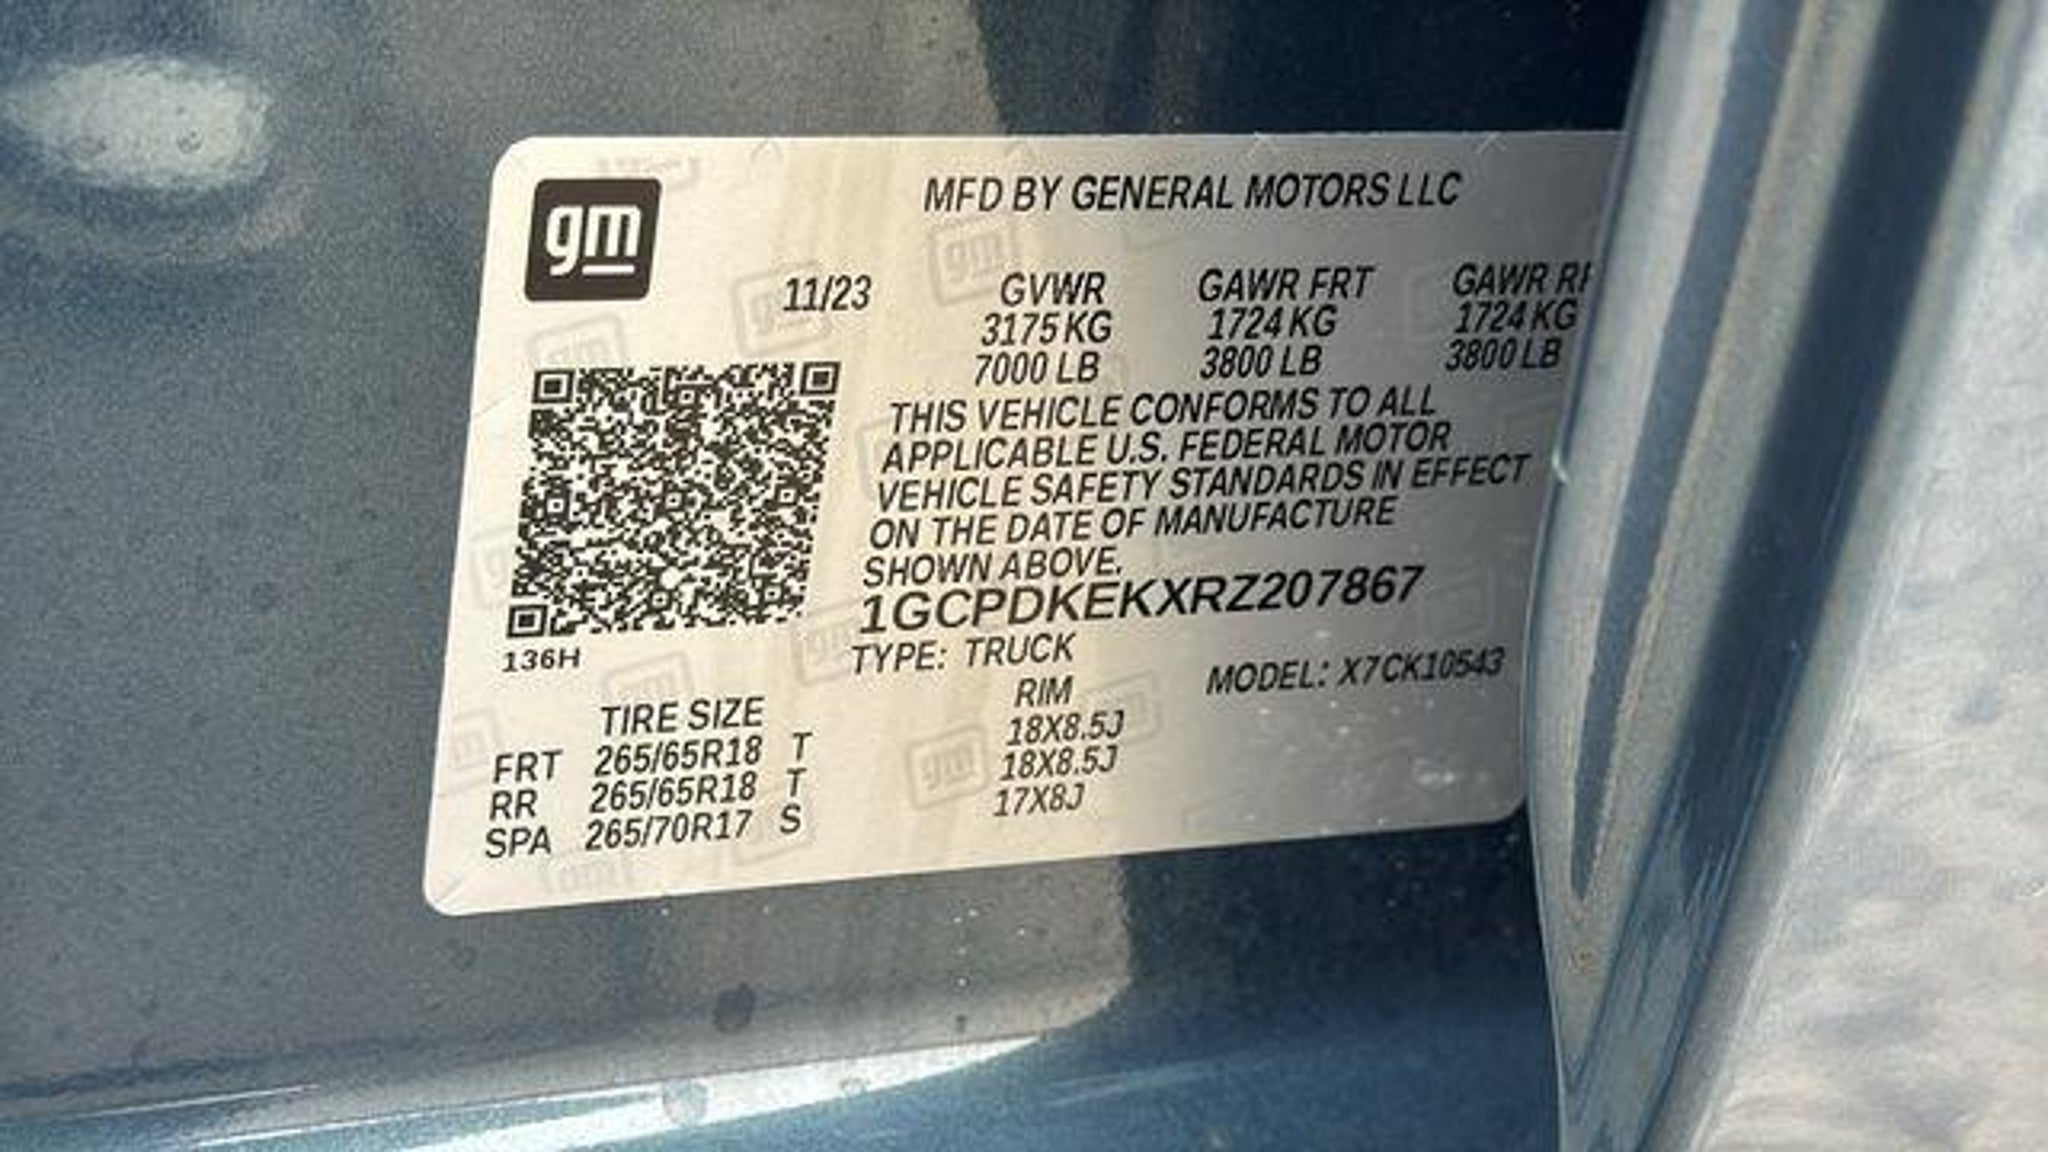 gm
MFD BY GENERAL MOTORS LLC
11/23 GVWR GAWR FRT GAWR
3175 KG 1724 KG 1724 KG
7000 LB 3800 LB 3800 LB
THIS VEHICLE CONFORMS TO ALL
APPLICABLE U.S. FEDERAL MOTOR
VEHICLE SAFETY STANDARDS IN EFFECT
ON THE DATE OF MANUFACTURE
SHOWN ABOVE.
1GCPDKEKXRZ207867
136H
TYPE: TRUCK MODEL: X7CK10543
TIRE SIZE RIM
FRT 265/65R18 T 18X8.5J
RR 265/65R18 T 18X8.5J
SPA 265/70R17 S 17X8J